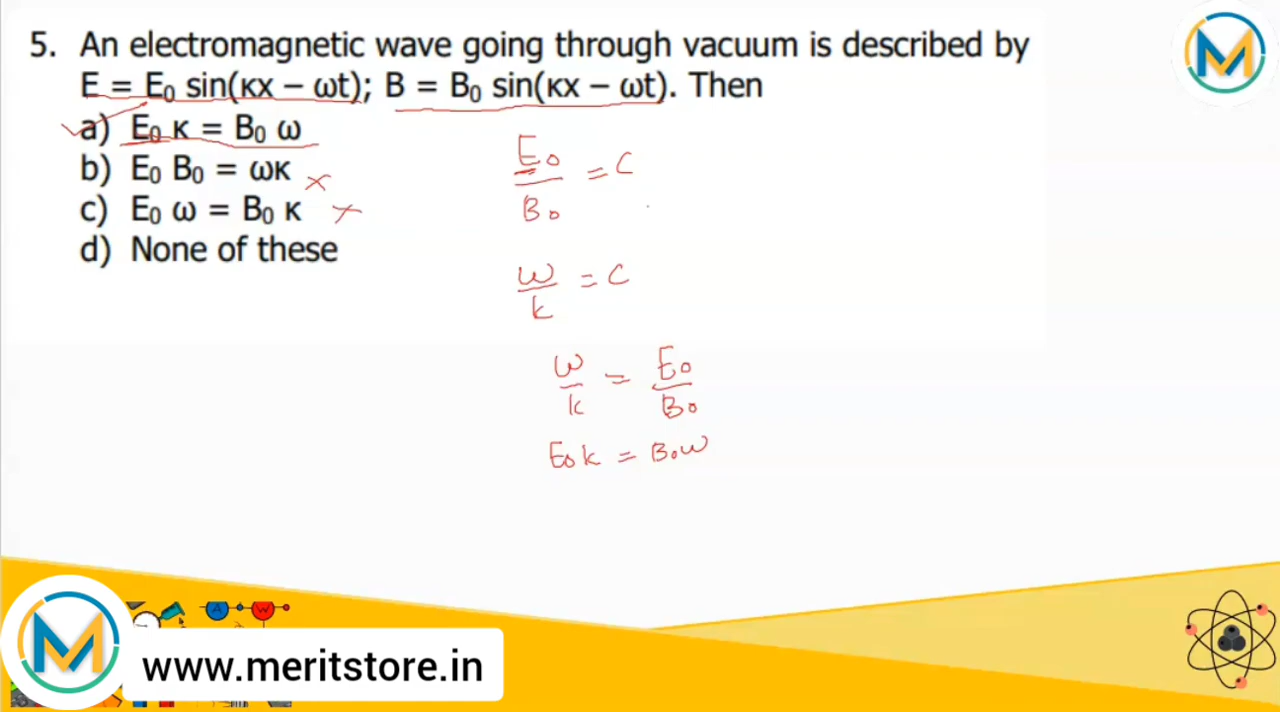 5. An electromagnetic wave going through vacuum is described by
E = E₀ sin(κx – ωt); B = B₀ sin(κx – ωt). Then
a) E₀ κ = B₀ ω
b) E₀ B₀ = ωκ ×
c) E₀ ω = B₀ κ ×
d) None of these
E₀/B₀ = C
ω/k = C
ω/k = E₀/B₀
E₀k = B₀ω
www.meritstore.in